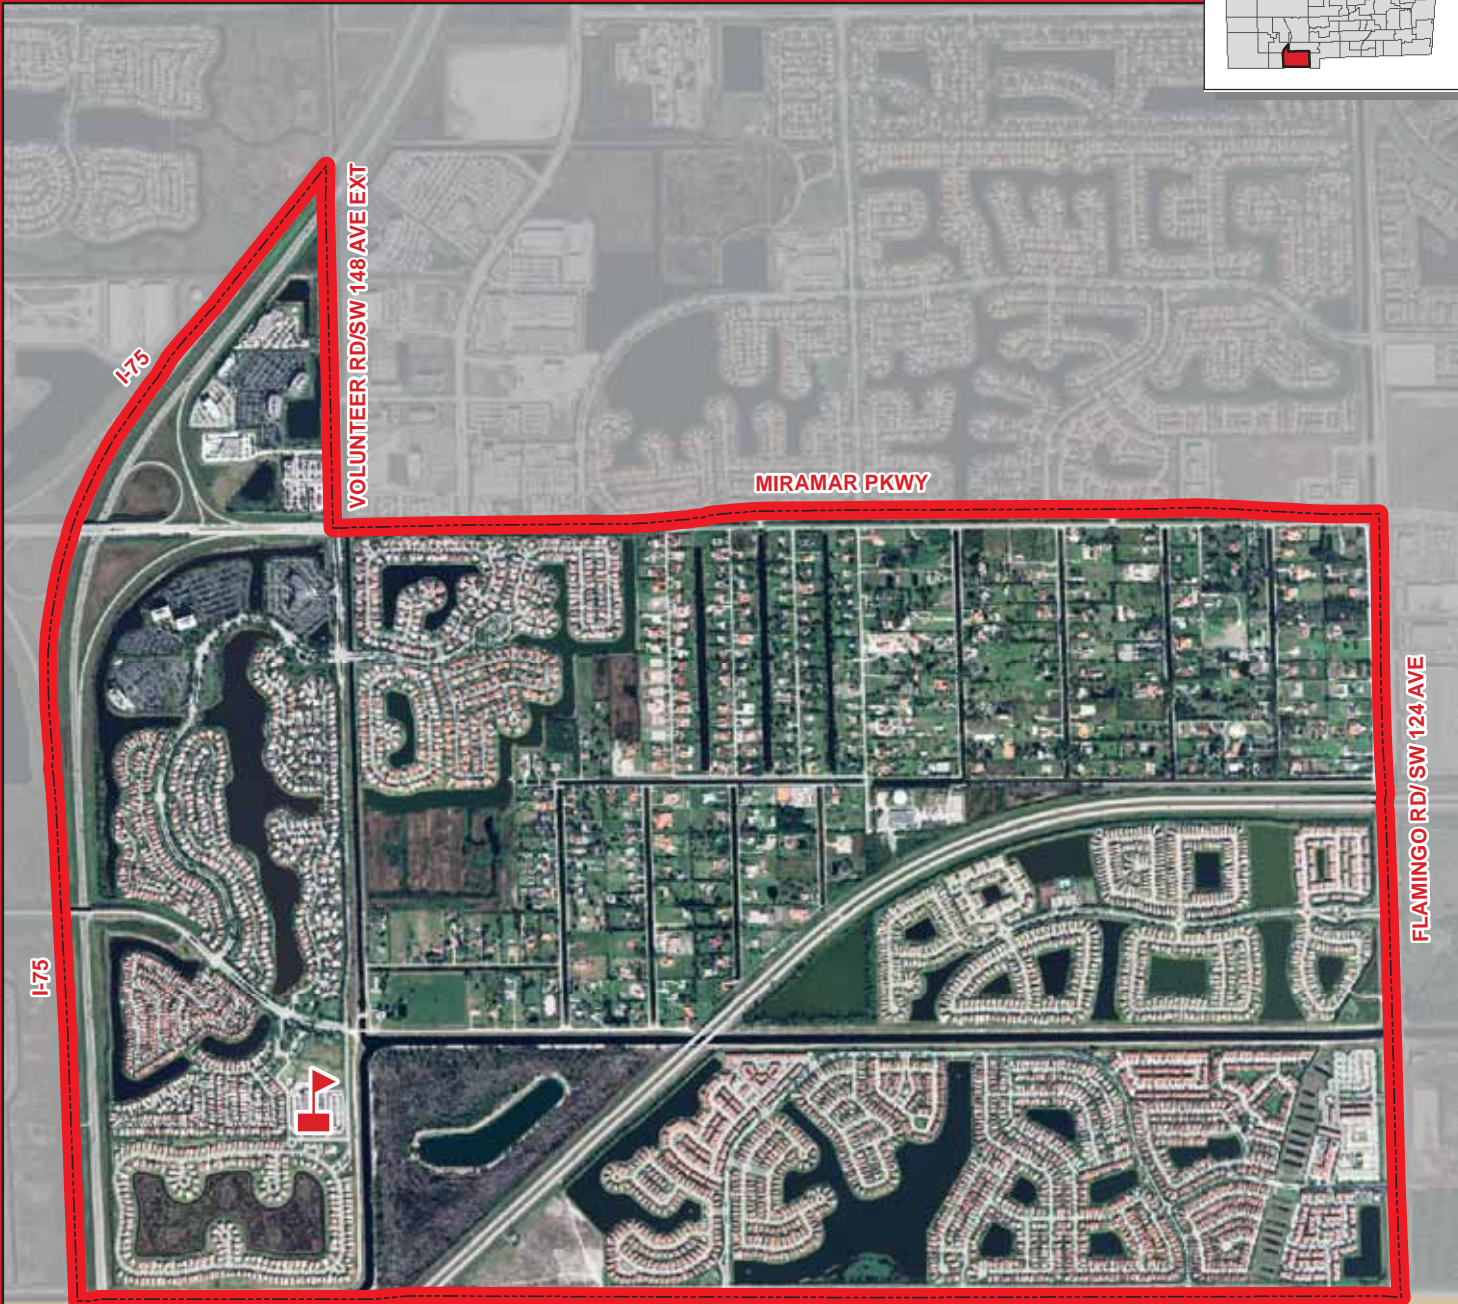 I-75
VOLUNTEER RD/SW 148 AVE EXT
MIRAMAR PKWY
FLAMINGO RD/ SW 124 AVE
I-75